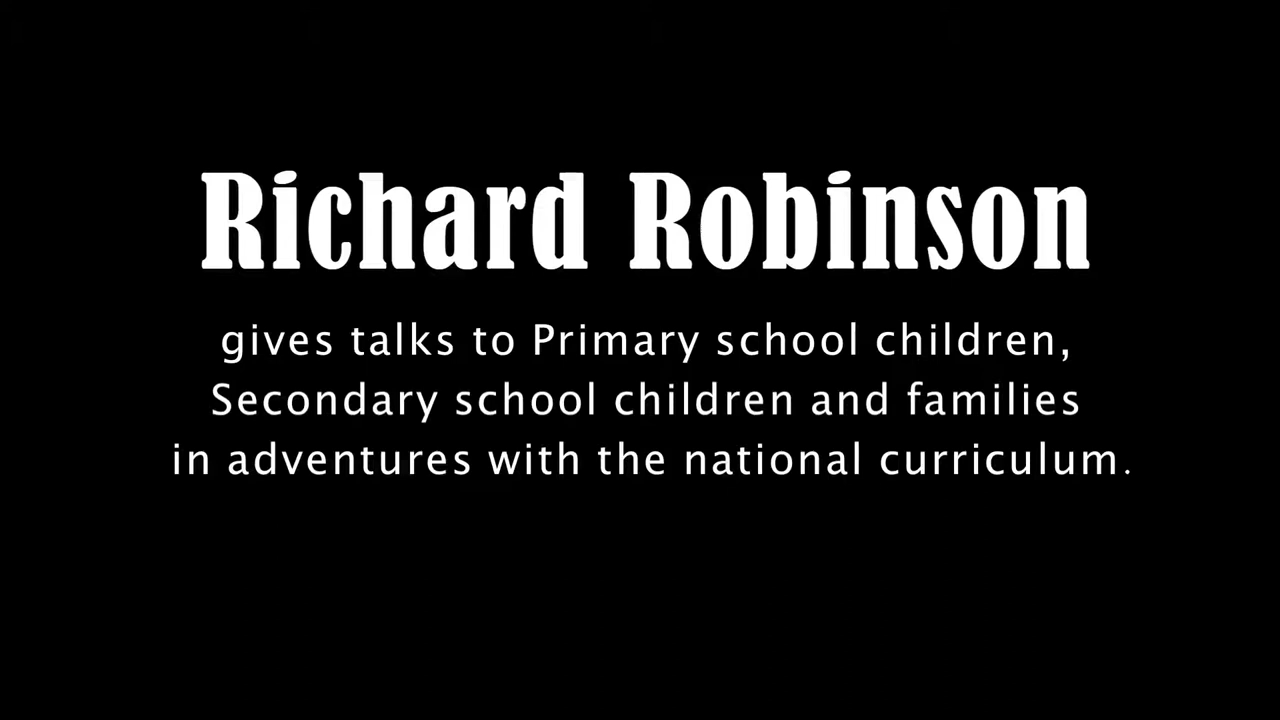 Richard Robinson
gives talks to Primary school children,
Secondary school children and families
in adventures with the national curriculum.